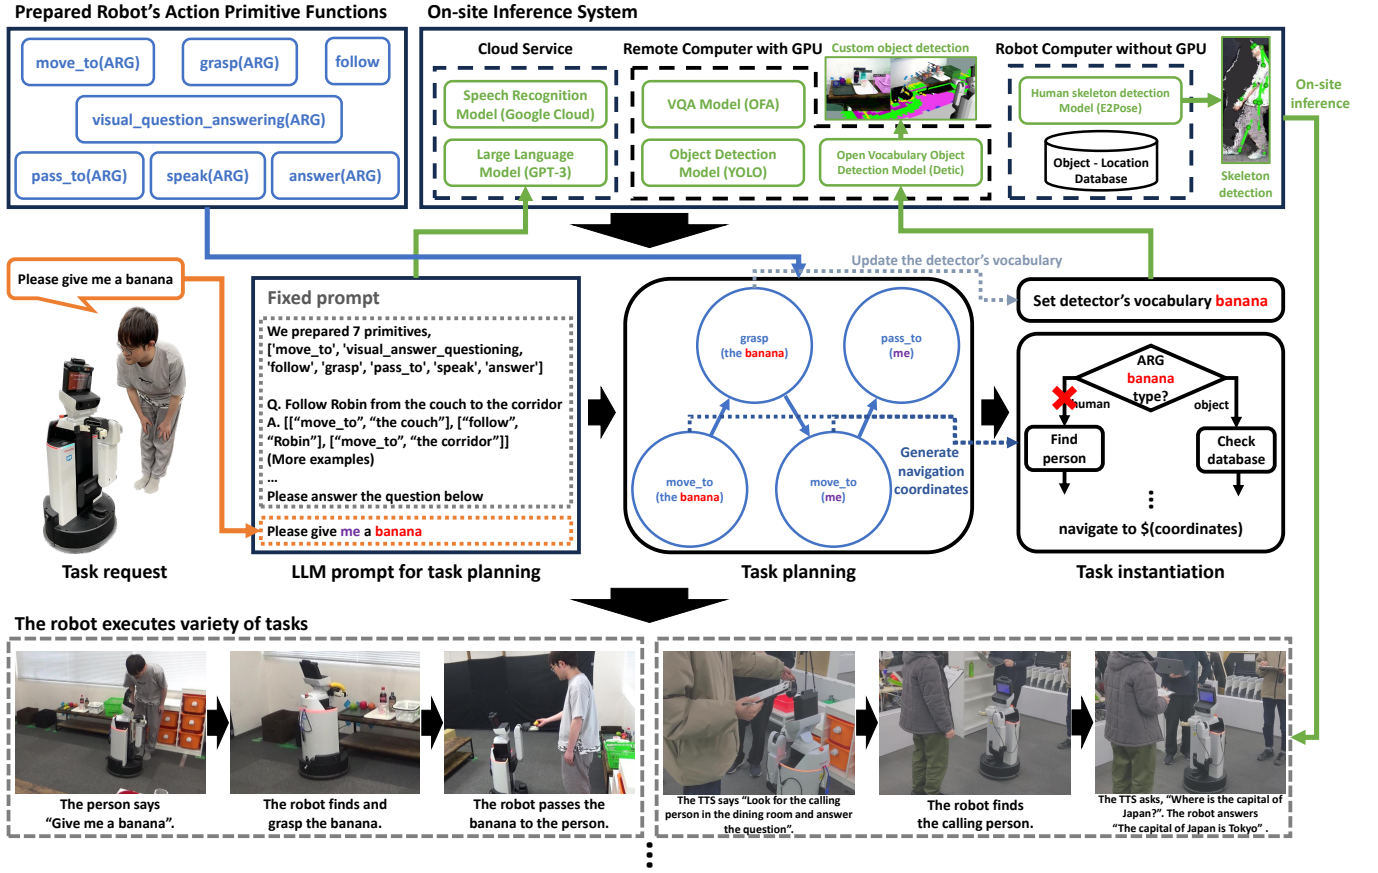 Prepared Robot's Action Primitive Functions
move_to(ARG)
grasp(ARG)
follow
visual_question_answering(ARG)
pass_to(ARG)
speak(ARG)
answer(ARG)
On-site Inference System
Cloud Service
Speech Recognition
Model (Google Cloud)
Large Language
Model (GPT-3)
Remote Computer with GPU
VQA Model (OFA)
Object Detection
Model (YOLO)
Custom object detection
Open Vocabulary Object
Detection Model (Detic)
Robot Computer without GPU
Human skeleton detection
Model (E2Pose)
Object - Location
Database
Skeleton
detection
On-site
inference
Please give me a banana
Task request
Fixed prompt
We prepared 7 primitives,
['move_to', 'visual_answer_questioning,
'follow', 'grasp', 'pass_to', 'speak', 'answer']
Q. Follow Robin from the couch to the corridor
A. [["move_to", "the couch"], ["follow",
"Robin"], ["move_to", "the corridor"]]
(More examples)
...
Please answer the question below
Please give me a banana
LLM prompt for task planning
Update the detector's vocabulary
grasp
(the banana)
pass_to
(me)
move_to
(the banana)
move_to
(me)
Generate
navigation
coordinates
Task planning
Set detector's vocabulary banana
ARG
banana
type?
human
object
Find
person
Check
database
navigate to $(coordinates)
Task instantiation
The robot executes variety of tasks
The person says
"Give me a banana".
The robot finds and
grasp the banana.
The robot passes the
banana to the person.
The TTS says "Look for the calling
person in the dining room and answer
the question".
The robot finds
the calling person.
The TTS asks, "Where is the capital of
Japan?". The robot answers
"The capital of Japan is Tokyo" .